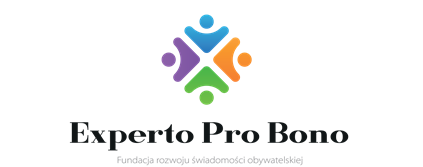 Experto Pro Bono
Fundacja rozwoju świadomości obywatelskiej